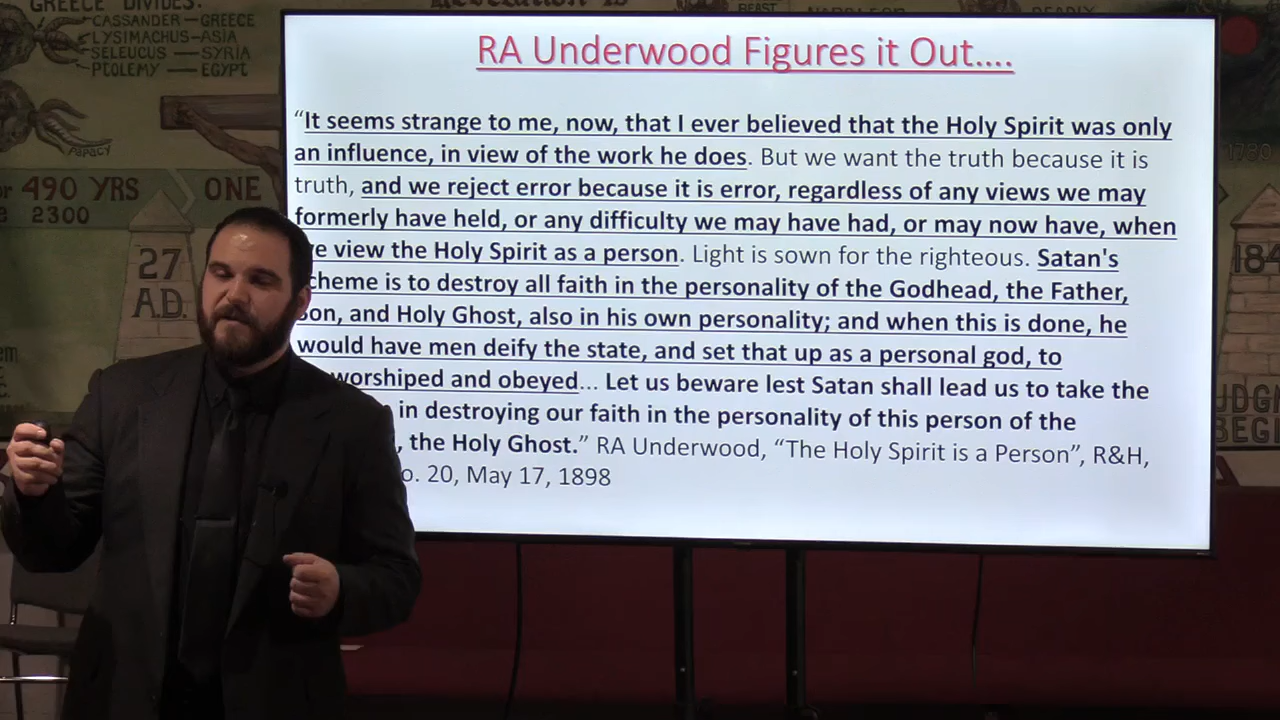 GREECE DIVIDES:
CASSANDER — GREECE
LYSIMACHUS — ASIA
SELEUCUS — SYRIA
PTOLEMY — EGYPT
PAPACY
490 YRS
2300
ONE
27
A.D.
BEAST
DEADLY
1780
184
JUDG
BEGI
RA Underwood Figures it Out....
“It seems strange to me, now, that I ever believed that the Holy Spirit was only
an influence, in view of the work he does. But we want the truth because it is
truth, and we reject error because it is error, regardless of any views we may
formerly have held, or any difficulty we may have had, or may now have, when
view the Holy Spirit as a person. Light is sown for the righteous. Satan's
cheme is to destroy all faith in the personality of the Godhead, the Father,
on, and Holy Ghost, also in his own personality; and when this is done, he
would have men deify the state, and set that up as a personal god, to
worshiped and obeyed... Let us beware lest Satan shall lead us to take the
in destroying our faith in the personality of this person of the
, the Holy Ghost.” RA Underwood, “The Holy Spirit is a Person”, R&H,
o. 20, May 17, 1898